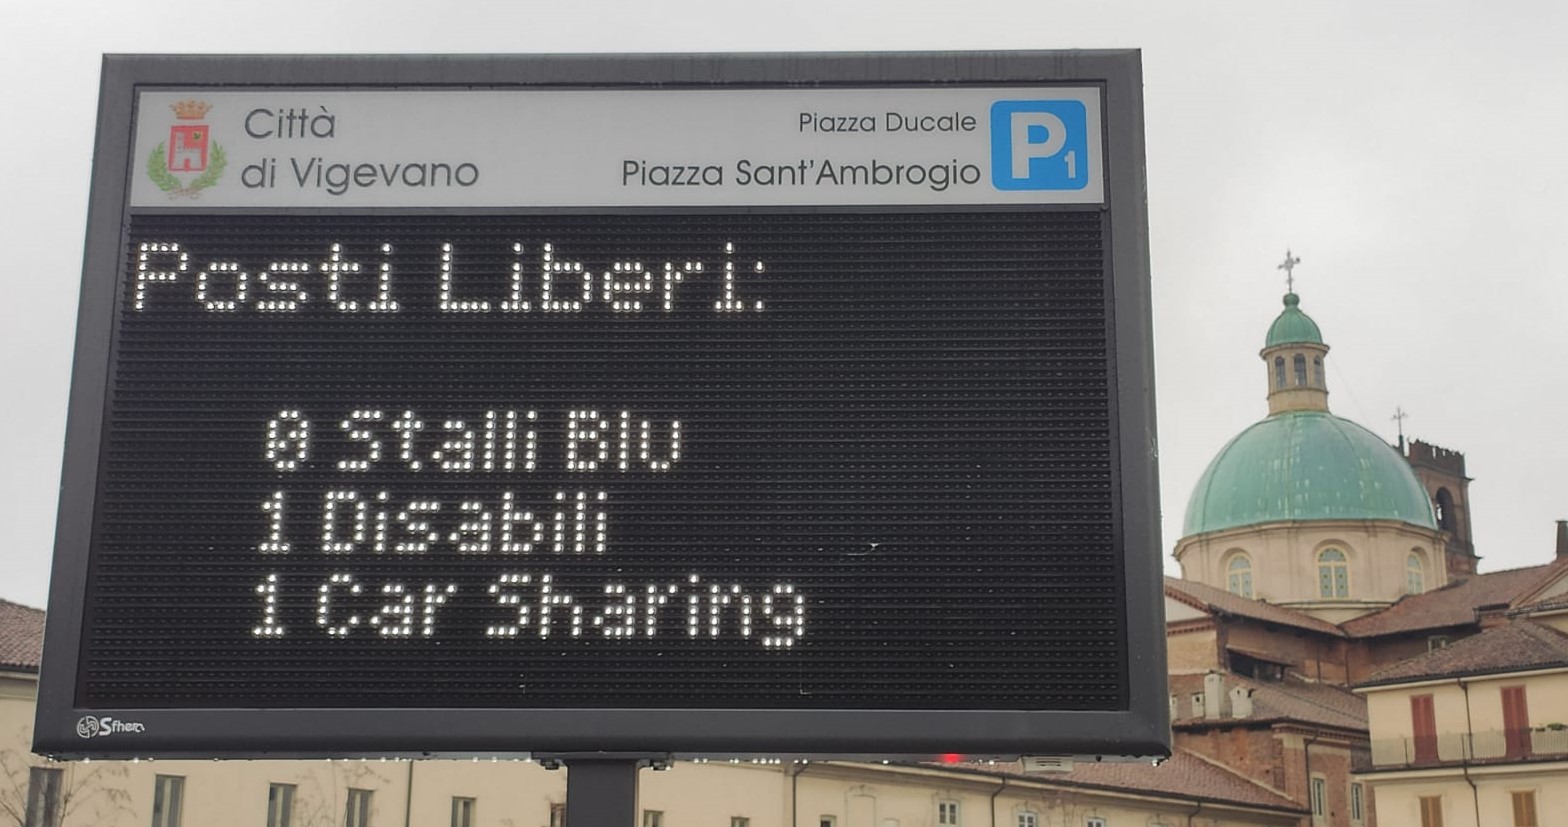 Città
di Vigevano
Piazza Ducale
Piazza Sant'Ambrogio
P1
Posti Liberi:
0 Stalli Blu
1 Disabili
1 Car Sharing
Sfhera